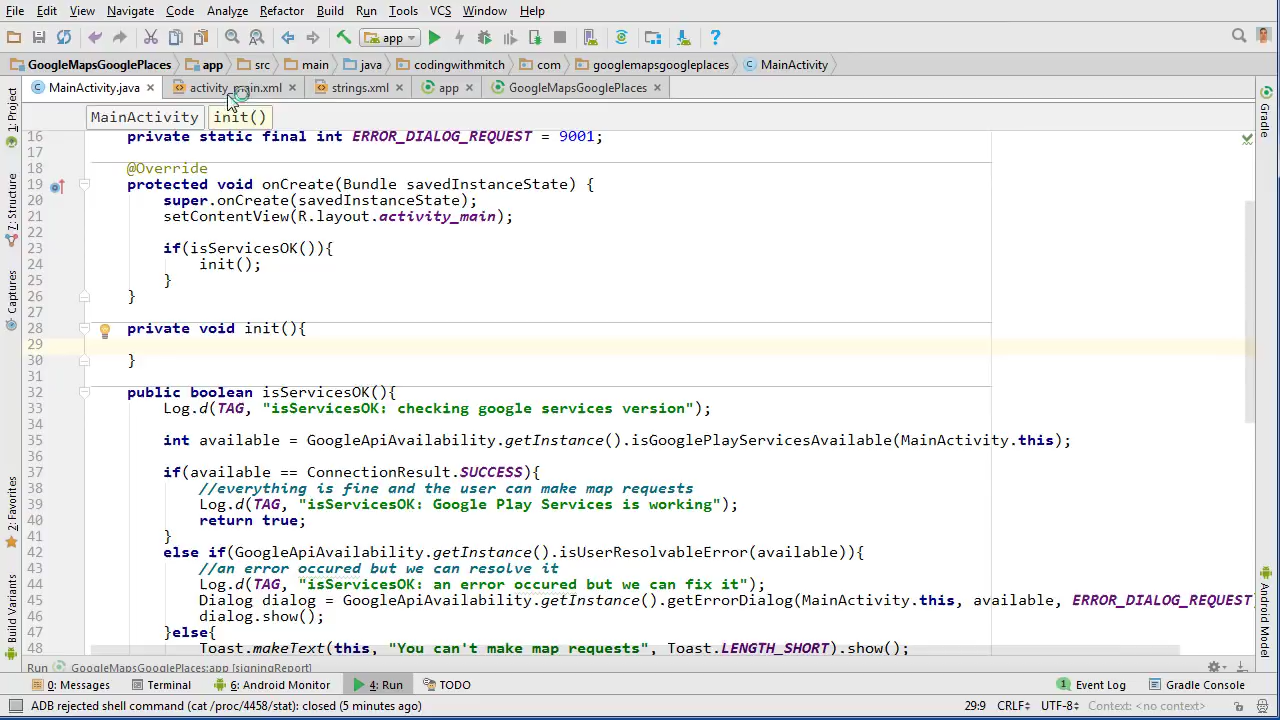 File Edit View Navigate Code Analyze Refactor Build Run Tools VCS Window Help
app
GoogleMapsGooglePlaces app src main java codingwithmitch com googlemapsgoogleplaces MainActivity
MainActivity.java activity_main.xml strings.xml app GoogleMapsGooglePlaces
MainActivity init()
16 private static final int ERROR_DIALOG_REQUEST = 9001;
17
18 @Override
19 protected void onCreate(Bundle savedInstanceState) {
20 super.onCreate(savedInstanceState);
21 setContentView(R.layout.activity_main);
22
23 if(isServicesOK()){
24 init();
25 }
26 }
27
28 private void init(){
29
30 }
31
32 public boolean isServicesOK(){
33 Log.d(TAG, "isServicesOK: checking google services version");
34
35 int available = GoogleApiAvailability.getInstance().isGooglePlayServicesAvailable(MainActivity.this);
36
37 if(available == ConnectionResult.SUCCESS){
38 //everything is fine and the user can make map requests
39 Log.d(TAG, "isServicesOK: Google Play Services is working");
40 return true;
41 }
42 else if(GoogleApiAvailability.getInstance().isUserResolvableError(available)){
43 //an error occured but we can resolve it
44 Log.d(TAG, "isServicesOK: an error occured but we can fix it");
45 Dialog dialog = GoogleApiAvailability.getInstance().getErrorDialog(MainActivity.this, available, ERROR_DIALOG_REQUEST
46 dialog.show();
47 }else{
48 Toast.makeText(this, "You can't make map requests", Toast.LENGTH_SHORT).show();
1: Project
7: Structure
Captures
2: Favorites
Build Variants
Gradle
Android Model
Run GoogleMapsGooglePlaces:app [signingReport]
0: Messages Terminal 6: Android Monitor 4: Run TODO 1 Event Log Gradle Console
ADB rejected shell command (cat /proc/4458/stat): closed (5 minutes ago) 29:9 CRLF UTF-8 Context: <no context>